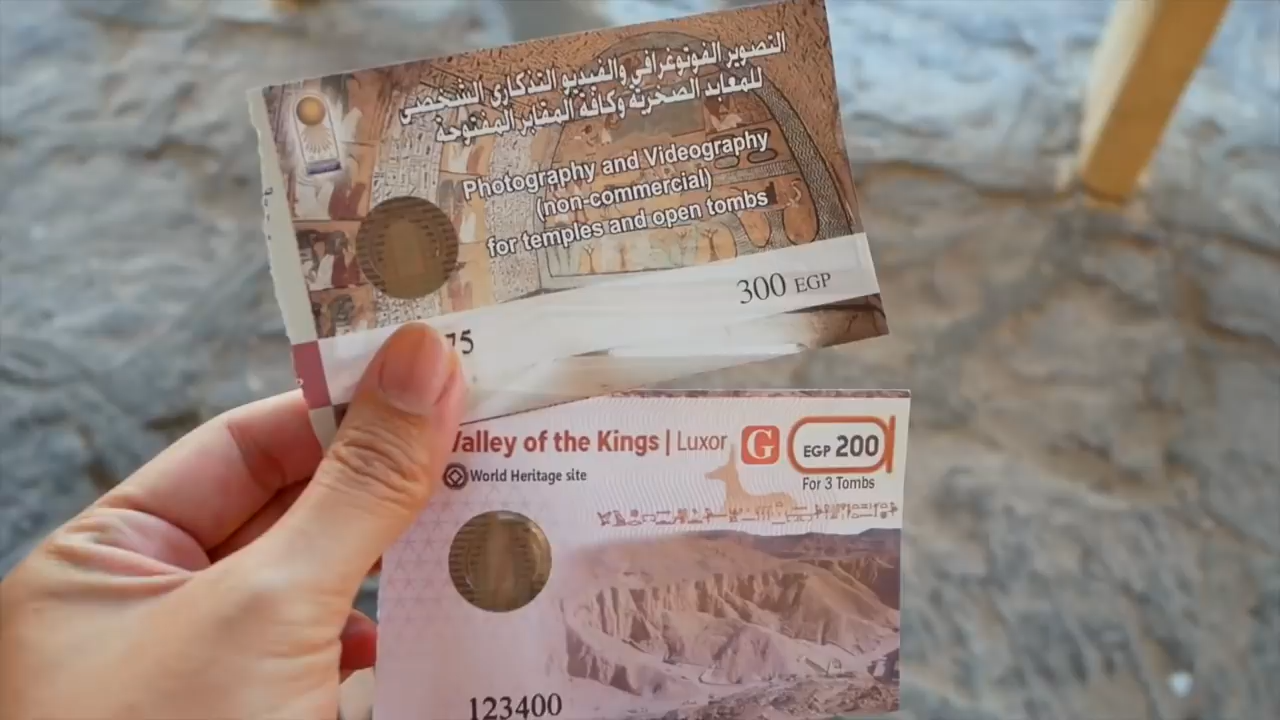 التصوير الفوتوغرافي والفيديو التذكارى الشخصي
للمعابد الصخرية وكافة المقابر المفتوحة
Photography and Videography
(non-commercial)
for temples and open tombs
300 EGP
75
Valley of the Kings | Luxor
G
EGP 200
World Heritage site
For 3 Tombs
123400